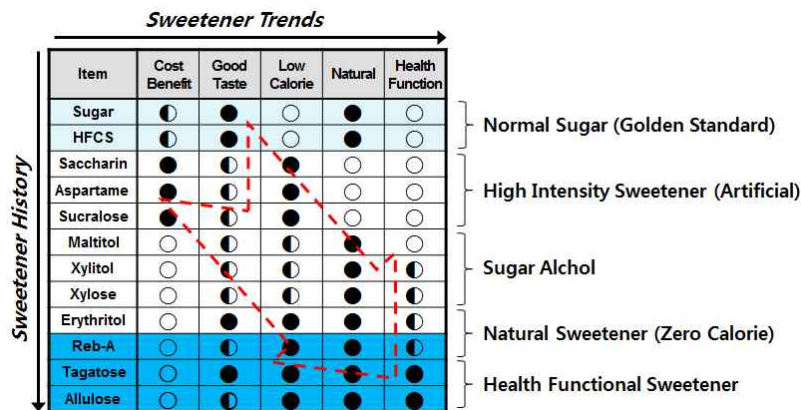 Sweetener Trends
Sweetener History
Item Cost Benefit Good Taste Low Calorie Natural Health Function
Sugar
HFCS
Normal Sugar (Golden Standard)
Saccharin
Aspartame
Sucralose
High Intensity Sweetener (Artificial)
Maltitol
Xylitol
Xylose
Sugar Alchol
Erythritol
Reb-A
Natural Sweetener (Zero Calorie)
Tagatose
Allulose
Health Functional Sweetener